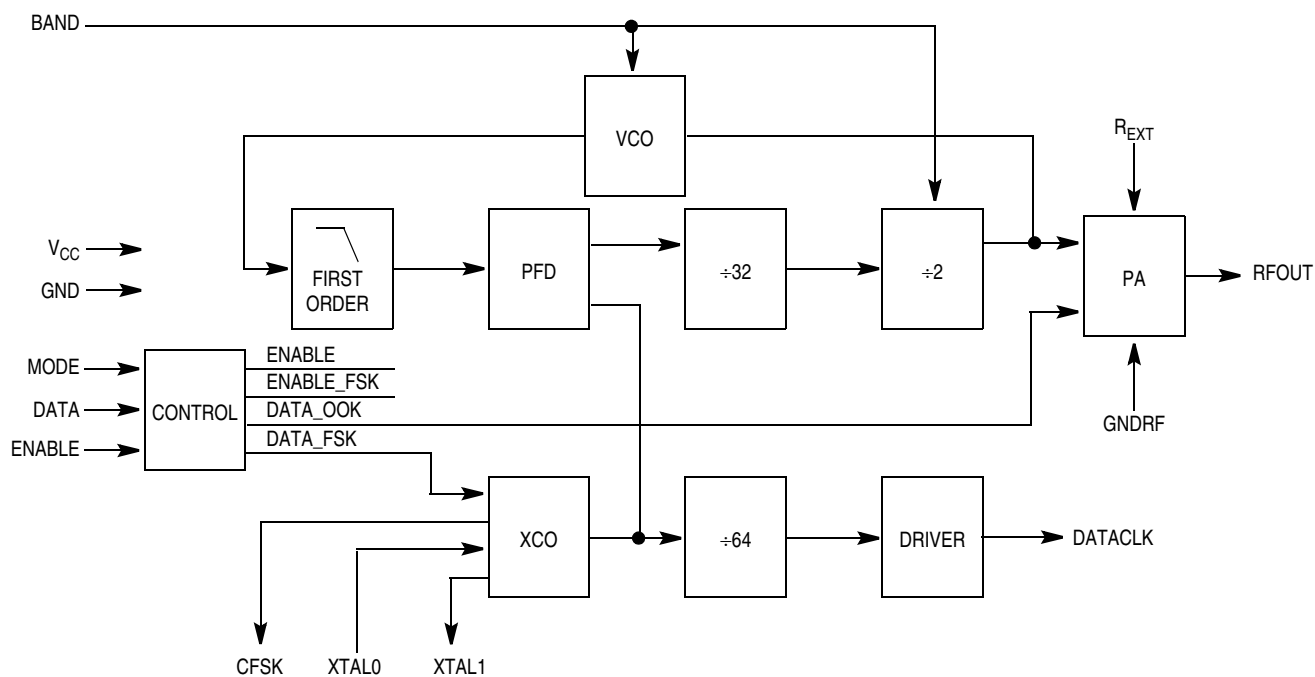 BAND
VCO
R_EXT
V_CC
GND
FIRST
ORDER
PFD
÷32
÷2
PA
RFOUT
MODE
DATA
ENABLE
CONTROL
ENABLE
ENABLE_FSK
DATA_OOK
DATA_FSK
GNDRF
XCO
÷64
DRIVER
DATACLK
CFSK
XTAL0
XTAL1